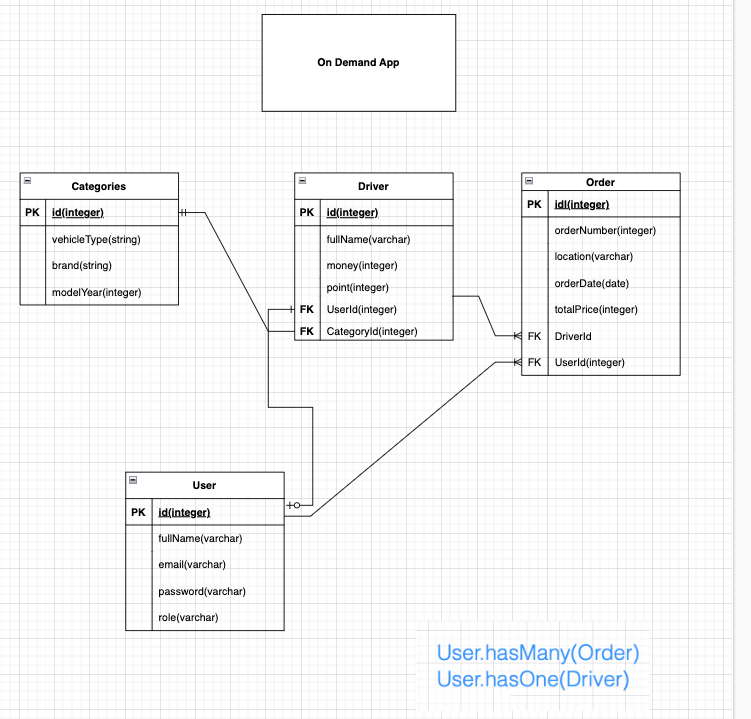 On Demand App
Categories
PK id(integer)
vehicleType(string)
brand(string)
modelYear(integer)
Driver
PK id(integer)
fullName(varchar)
money(integer)
point(integer)
FK UserId(integer)
FK CategoryId(integer)
Order
PK idI(integer)
orderNumber(integer)
location(varchar)
orderDate(date)
totalPrice(integer)
FK DriverId
FK UserId(integer)
User
PK id(integer)
fullName(varchar)
email(varchar)
password(varchar)
role(varchar)
User.hasMany(Order)
User.hasOne(Driver)